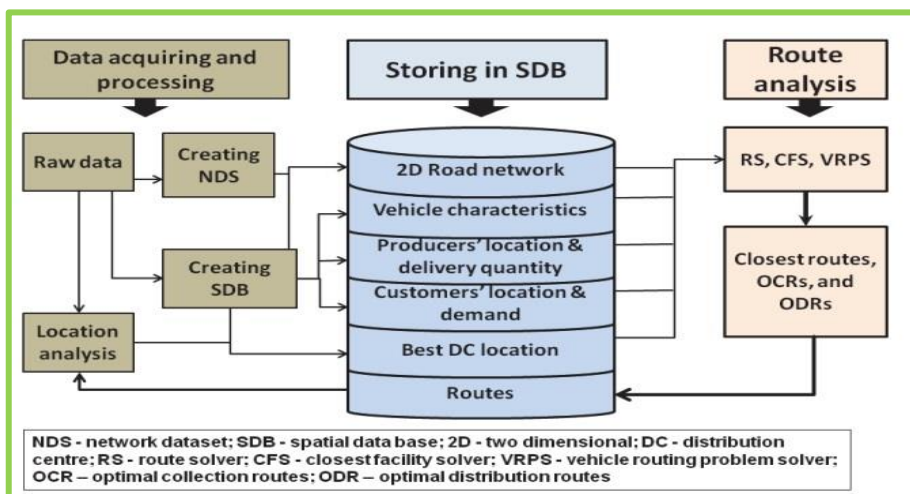 Data acquiring and
processing
Storing in SDB
Route
analysis
Raw data
Creating
NDS
Creating
SDB
Location
analysis
2D Road network
Vehicle characteristics
Producers' location &
delivery quantity
Customers' location &
demand
Best DC location
Routes
RS, CFS, VRPS
Closest routes,
OCRs, and
ODRs
NDS - network dataset; SDB - spatial data base; 2D - two dimensional; DC - distribution
centre; RS - route solver; CFS - closest facility solver; VRPS - vehicle routing problem solver;
OCR – optimal collection routes; ODR – optimal distribution routes